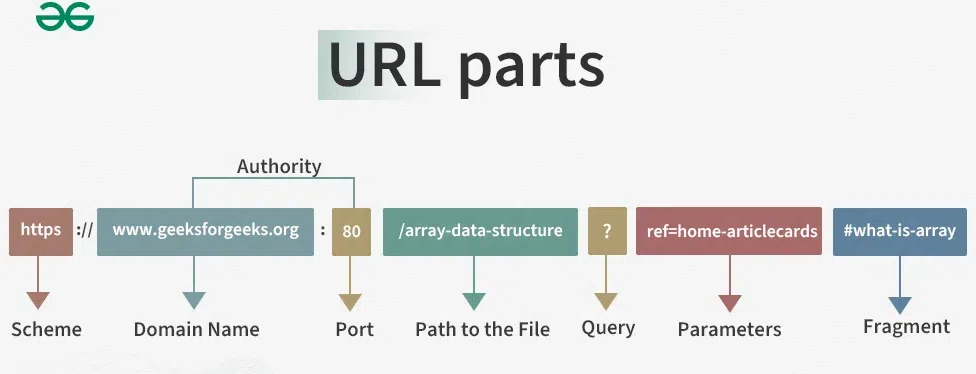 URL parts
Authority
https :// www.geeksforgeeks.org : 80 /array-data-structure ? ref=home-articlecards #what-is-array
Scheme Domain Name Port Path to the File Query Parameters Fragment